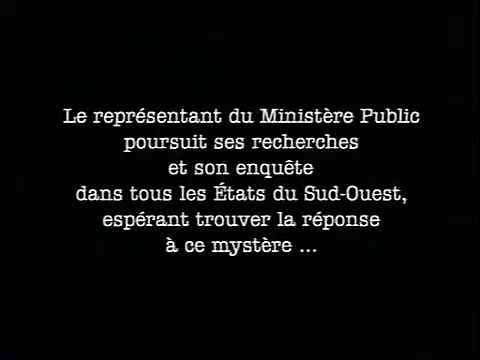 Le représentant du Ministère Public
poursuit ses recherches
et son enquête
dans tous les États du Sud-Ouest,
espérant trouver la réponse
à ce mystère ...